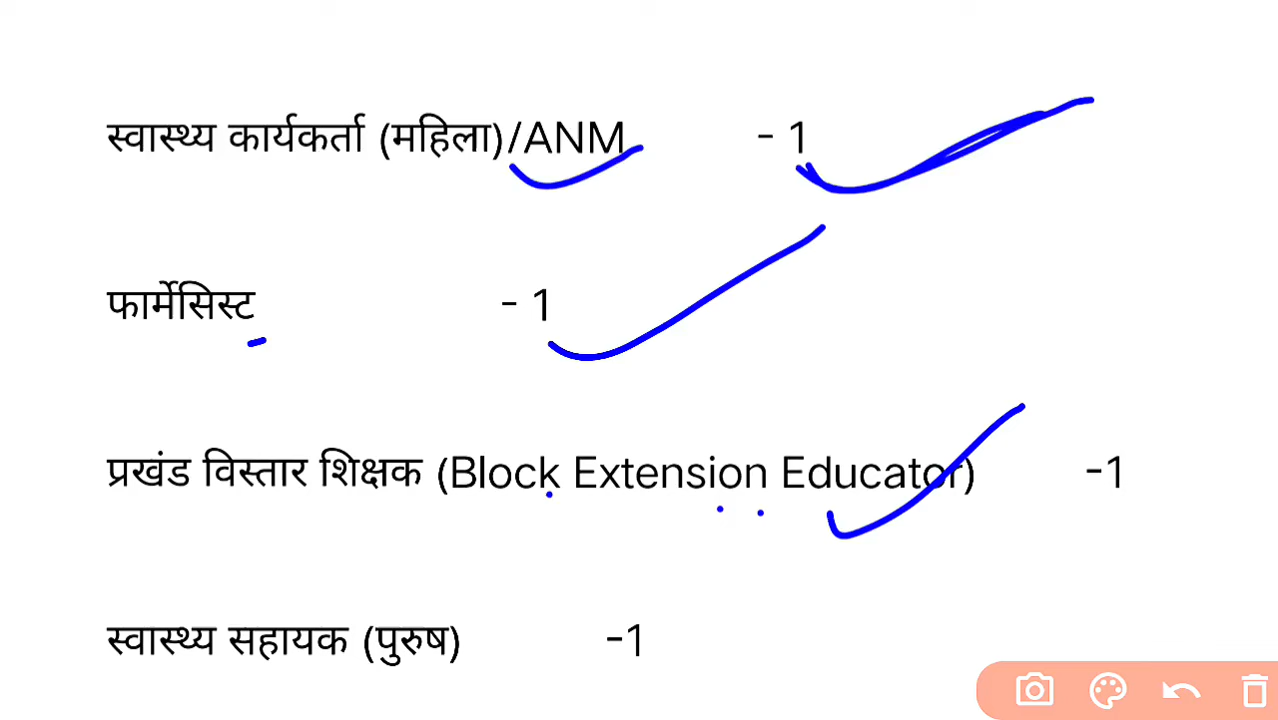 स्वास्थ्य कार्यकर्ता (महिला)/ANM - 1
फार्मेसिस्ट - 1
प्रखंड विस्तार शिक्षक (Block Extension Educator) -1
स्वास्थ्य सहायक (पुरुष) -1